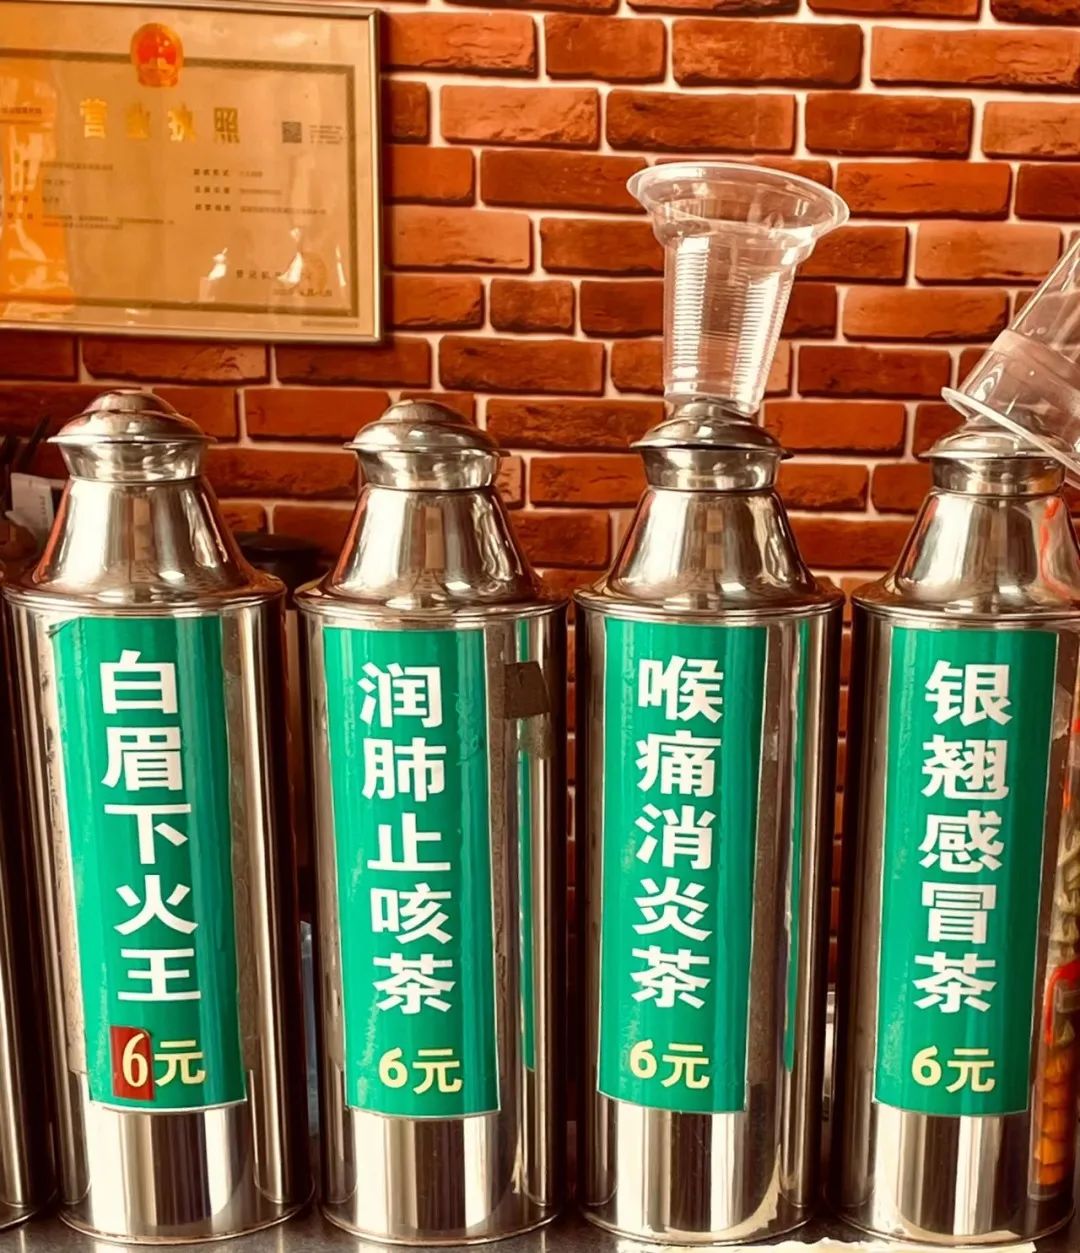 营业执照
白眉下火王
6元
润肺止咳茶
6元
喉痛消炎茶
6元
银翘感冒茶
6元